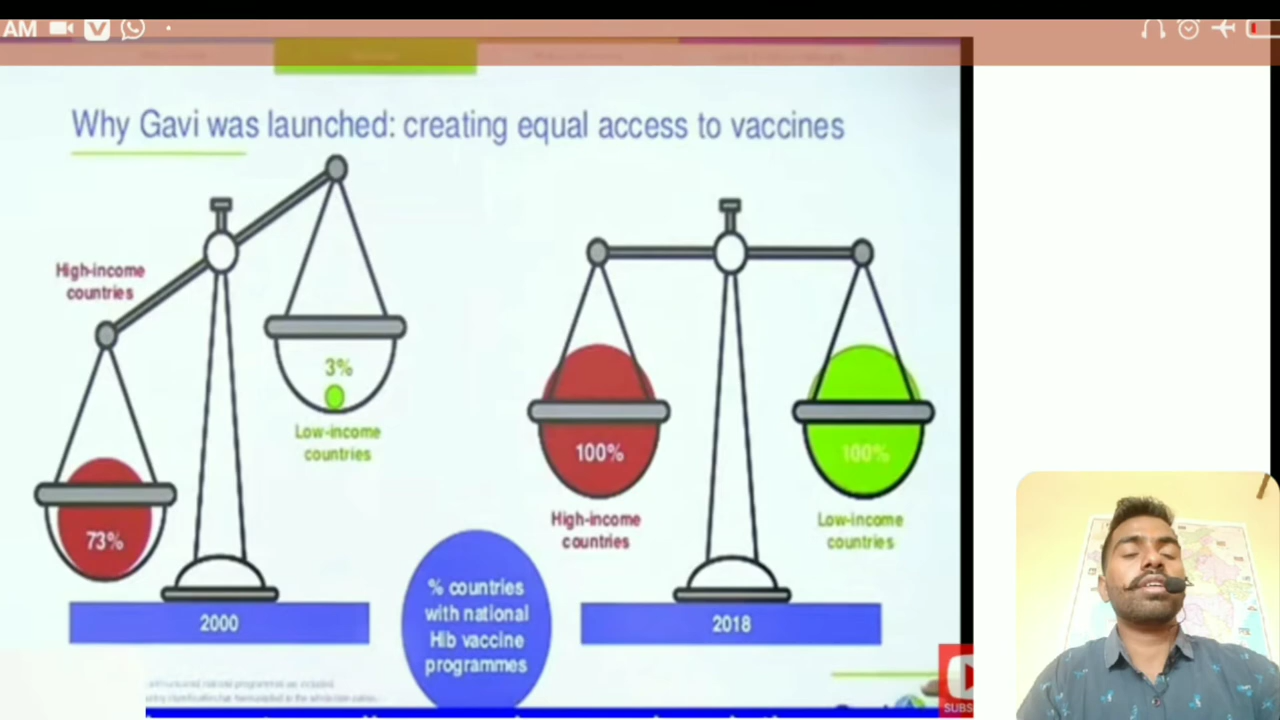 AM
Why Gavi was launched: creating equal access to vaccines
High-income
countries
3%
Low-income
countries
73%
2000
% countries
with national
Hib vaccine
programmes
100%
High-income
countries
100%
Low-income
countries
2018
SUBS